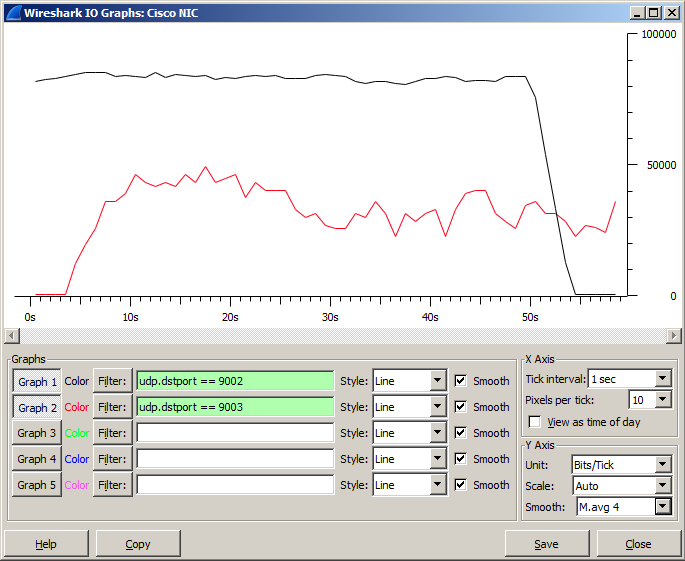 Wireshark IO Graphs: Cisco NIC
100000
50000
0
0s 10s 20s 30s 40s 50s
Graphs
Graph 1 Color Filter: udp.dstport == 9002 Style: Line Smooth
Graph 2 Color Filter: udp.dstport == 9003 Style: Line Smooth
Graph 3 Color Filter: Style: Line Smooth
Graph 4 Color Filter: Style: Line Smooth
Graph 5 Color Filter: Style: Line Smooth
X Axis
Tick interval: 1 sec
Pixels per tick: 10
View as time of day
Y Axis
Unit: Bits/Tick
Scale: Auto
Smooth: M.avg 4
Help Copy Save Close